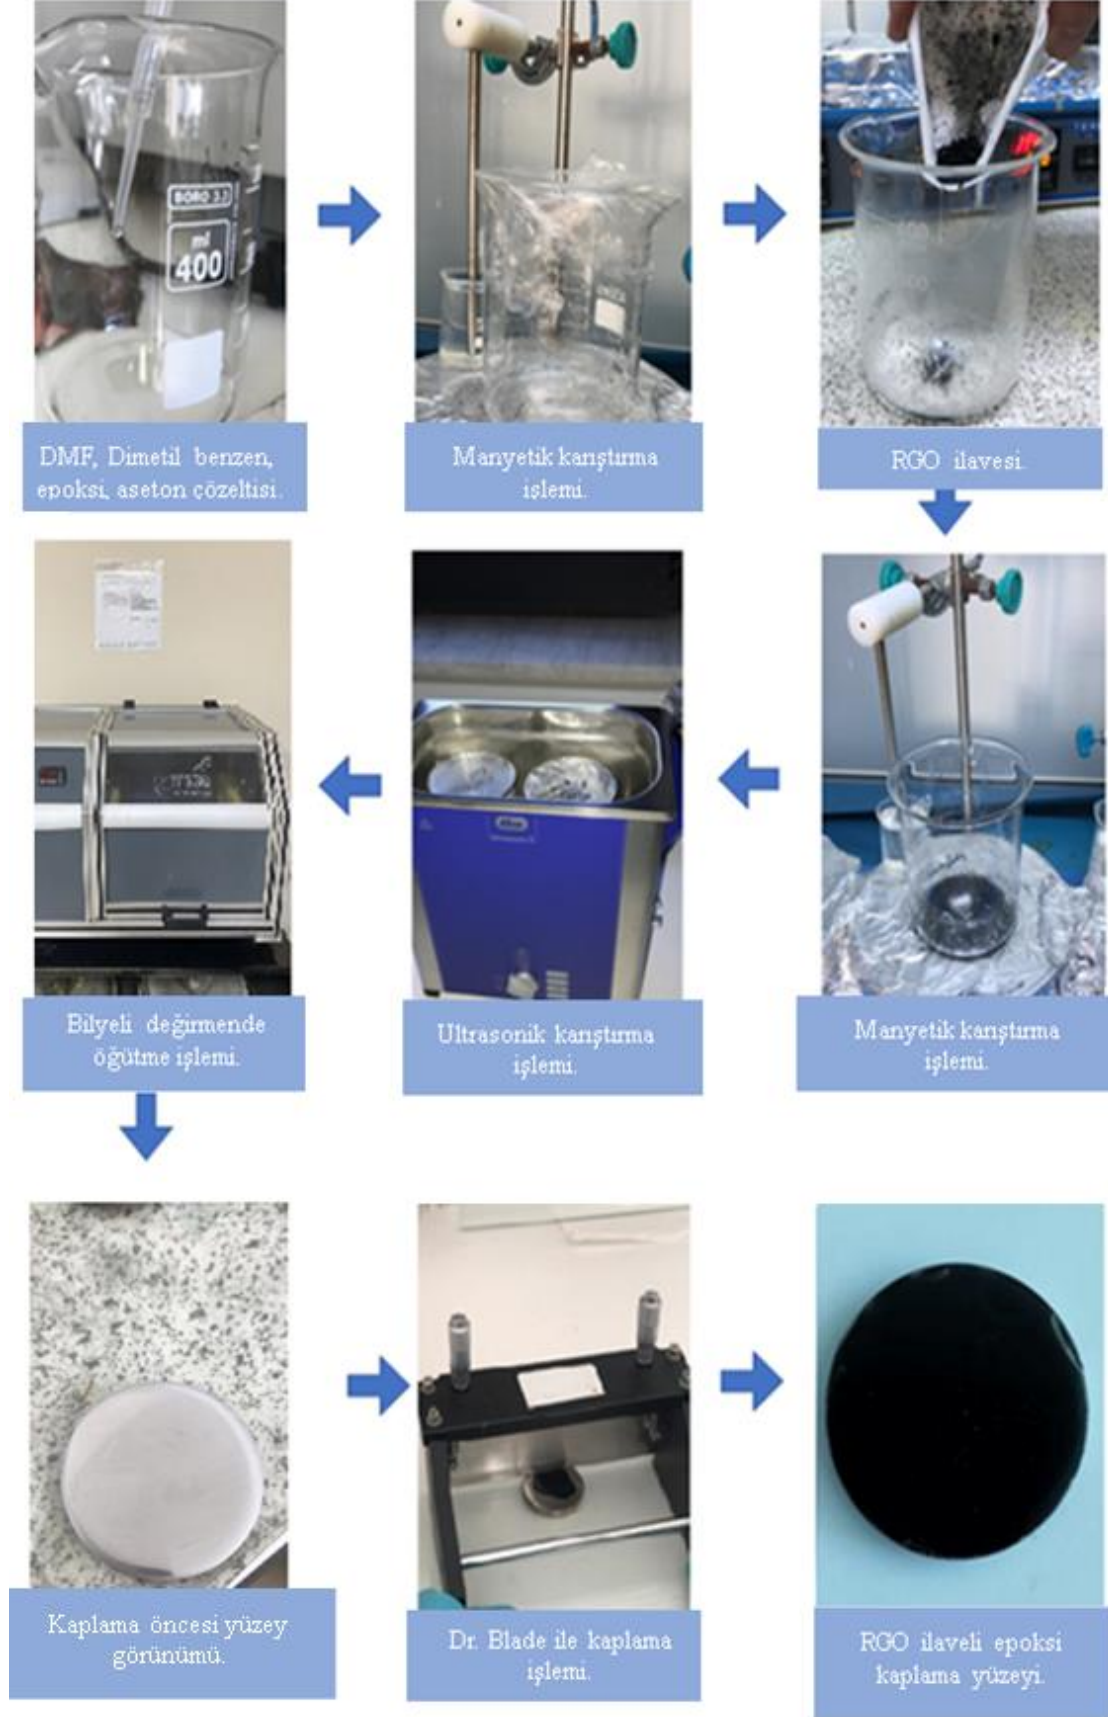 BORO 3.3
ml
400
DMF, Dimetil benzen,
epoksi, aseton çözeltisi.
Manyetik karıştırma
işlemi.
RGO ilavesi.
Manyetik karıştırma
işlemi.
Ultrasonik karıştırma
işlemi.
Bilyeli değirmende
öğütme işlemi.
Kaplama öncesi yüzey
görünümü.
Dr. Blade ile kaplama
işlemi.
RGO ilaveli epoksi
kaplama yüzeyi.